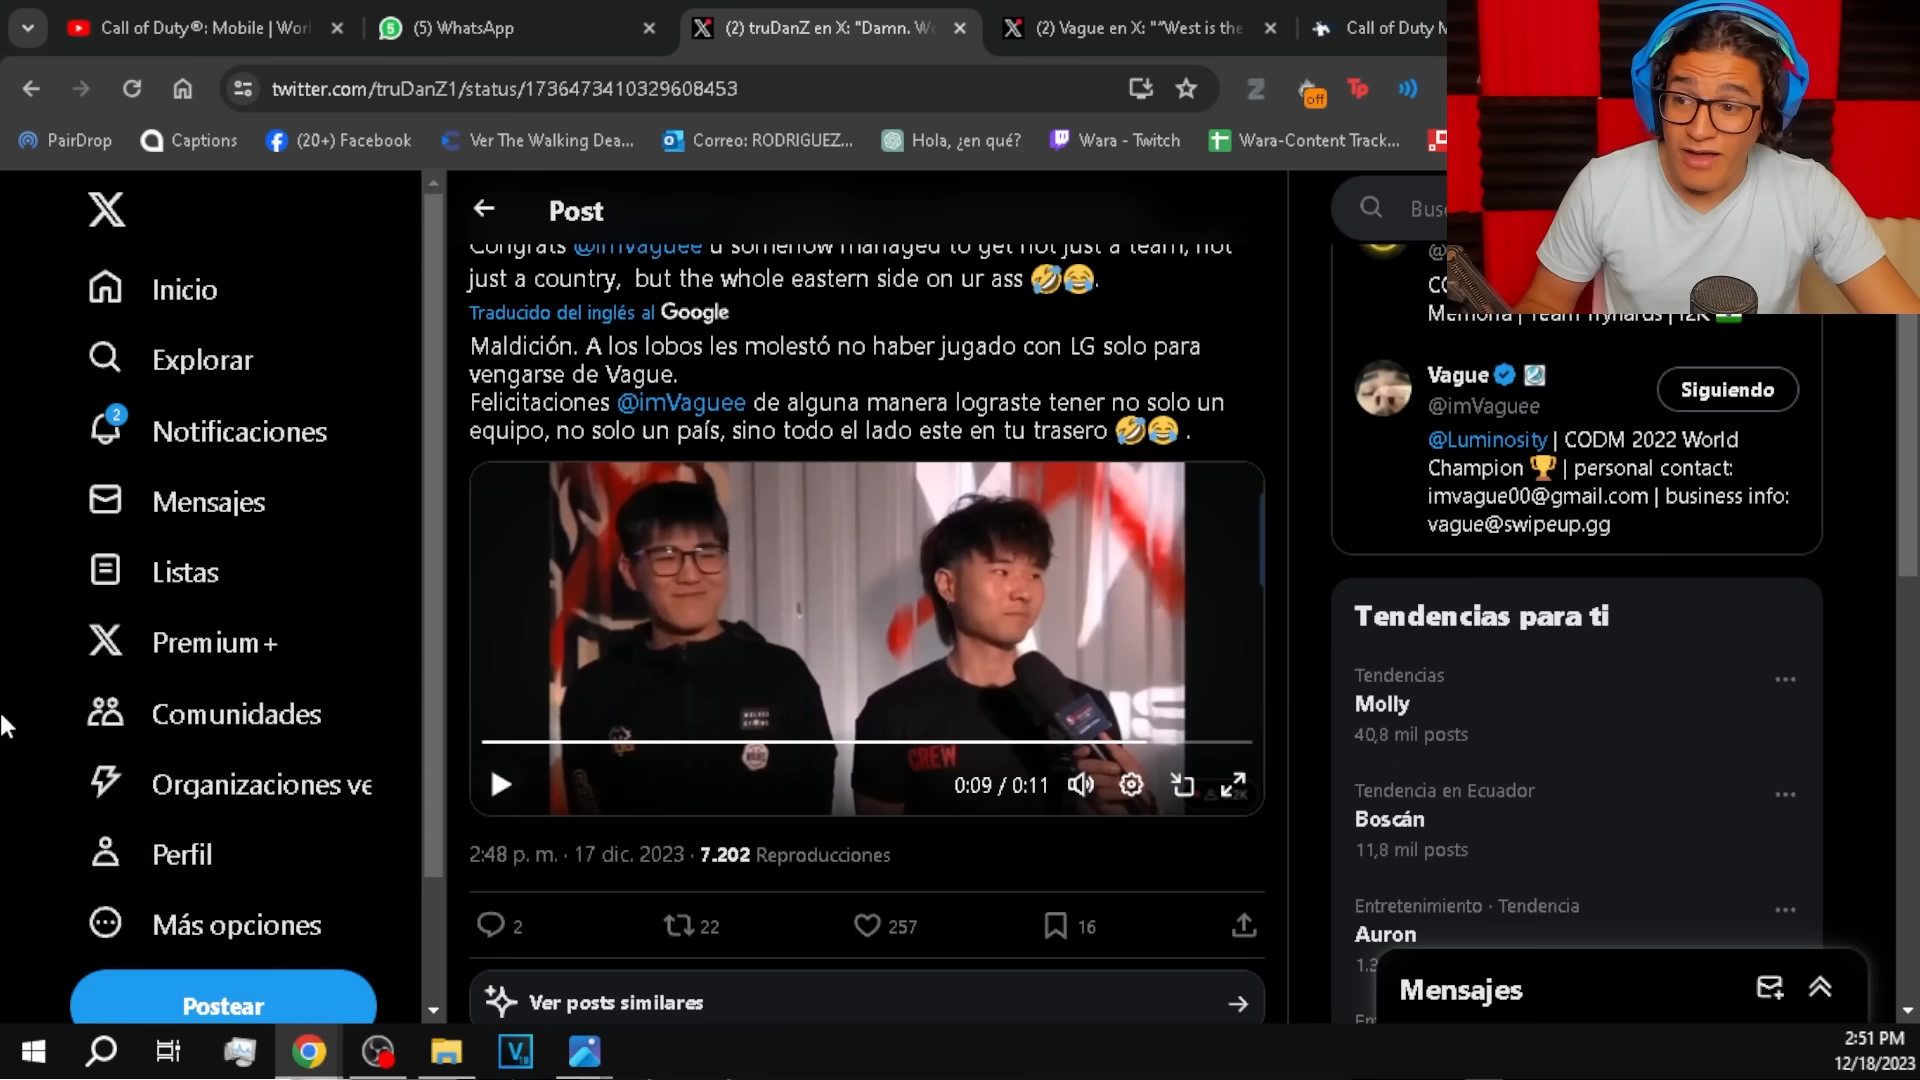 Call of Duty®: Mobile | Worl
(5) WhatsApp
(2) truDanZ en X: "Damn. Wo
(2) Vague en X: "“West is the
Call of Duty M
twitter.com/truDanZ1/status/1736473410329608453
off
Tp
PairDrop
Captions
(20+) Facebook
Ver The Walking Dea...
Correo: RODRIGUEZ...
Hola, ¿en qué?
Wara - Twitch
Wara-Content Track...
Inicio
Explorar
2
Notificaciones
Mensajes
Listas
Premium+
Comunidades
Organizaciones ve
Perfil
Más opciones
Postear
Post
Congrats @imVaguee u somehow managed to get not just a team, not
just a country, but the whole eastern side on ur ass 🤣😂.
Traducido del inglés al Google
Maldición. A los lobos les molestó no haber jugado con LG solo para
vengarse de Vague.
Felicitaciones @imVaguee de alguna manera lograste tener no solo un
equipo, no solo un país, sino todo el lado este en tu trasero 🤣😂 .
CREW
0:09 / 0:11
2:48 p. m. · 17 dic. 2023 · 7.202 Reproducciones
2
22
257
16
Ver posts similares
Busc
Vague
@imVaguee
Siguiendo
@Luminosity | CODM 2022 World
Champion 🏆 | personal contact:
imvague00@gmail.com | business info:
vague@swipeup.gg
Tendencias para ti
Tendencias
Molly
40,8 mil posts
Tendencia en Ecuador
Boscán
11,8 mil posts
Entretenimiento · Tendencia
Auron
Mensajes
2:51 PM
12/18/2023